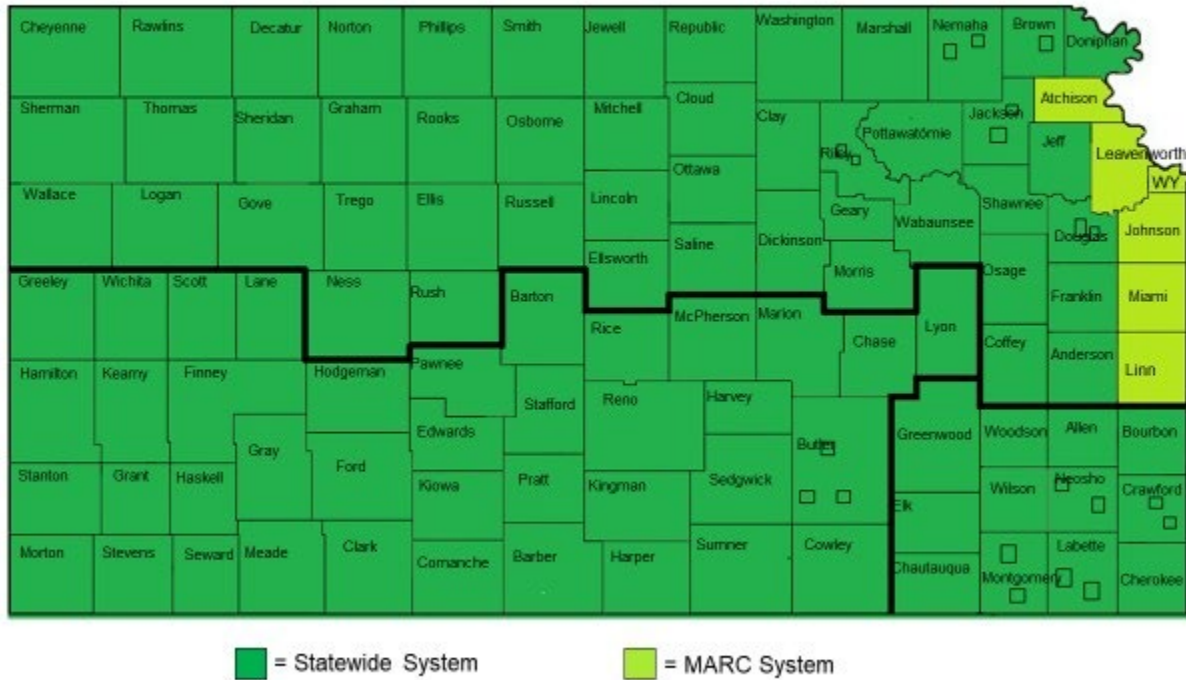 Cheyenne
Rawlins
Decatur
Norton
Phillips
Smith
Jewell
Republic
Washington
Marshall
Nemaha
Brown
Doniphan
Atchison
Sherman
Thomas
Sheridan
Graham
Rooks
Osborne
Mitchell
Cloud
Clay
Riley
Pottawatomie
Jackson
Jeff
Leavenworth
WY
Wallace
Logan
Gove
Trego
Ellis
Russell
Lincoln
Ottawa
Geary
Wabaunsee
Shawnee
Douglas
Johnson
Ellsworth
Saline
Dickinson
Morris
Osage
Franklin
Miami
Greeley
Wichita
Scott
Lane
Ness
Rush
Barton
Rice
McPherson
Marion
Chase
Lyon
Coffey
Anderson
Linn
Hamilton
Kearny
Finney
Hodgeman
Pawnee
Stafford
Reno
Harvey
Edwards
Gray
Ford
Butler
Greenwood
Woodson
Allen
Bourbon
Stanton
Grant
Haskell
Kiowa
Pratt
Kingman
Sedgwick
Elk
Wilson
Neosho
Crawford
Morton
Stevens
Seward
Meade
Clark
Comanche
Barber
Harper
Sumner
Cowley
Chautauqua
Montgomery
Labette
Cherokee
= Statewide System
= MARC System